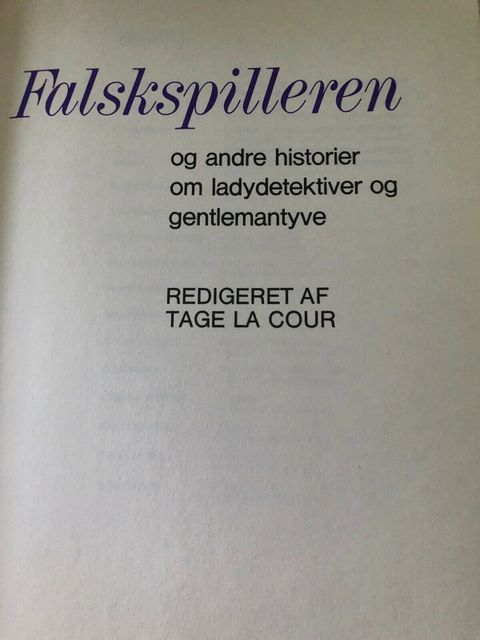 Falskspilleren
og andre historier
om ladydetektiver og
gentlemantyve
REDIGERET AF
TAGE LA COUR